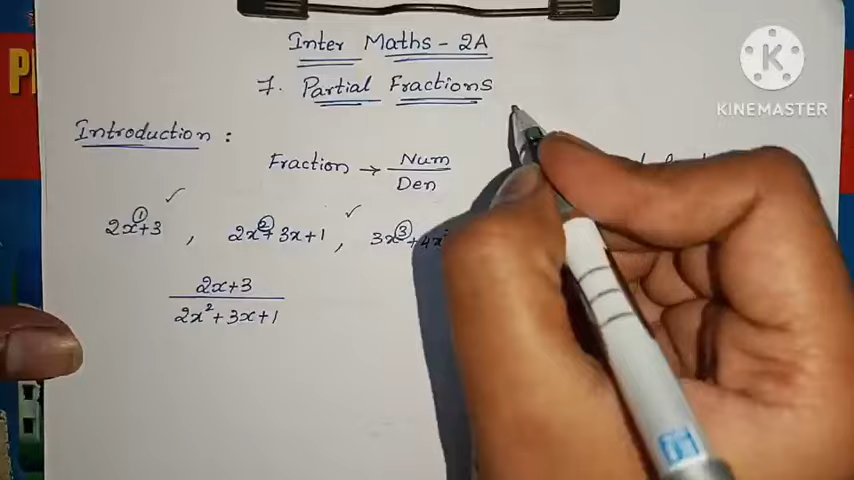 Inter Maths - 2A
7. Partial Fractions
KINEMASTER
Introduction :
Fraction → Num
Den
2x¹+3 , 2x²+3x+1 , 3x³+4x
2x+3
2x²+3x+1